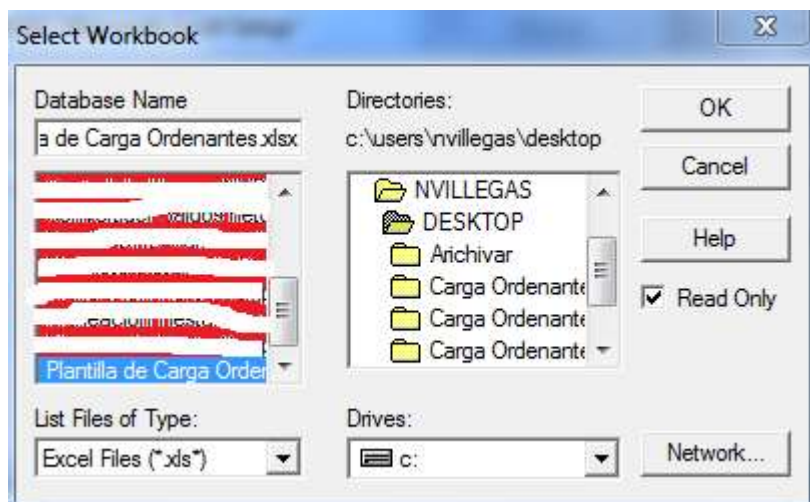 Select Workbook
Database Name
a de Carga Ordenantes.xlsx
Plantilla de Carga Order
List Files of Type:
Excel Files (*.xls*)
Directories:
c:\users\nvillegas\desktop
NVILLEGAS
DESKTOP
Arichivar
Carga Ordenante
Carga Ordenante
Carga Ordenante
Drives:
c:
OK
Cancel
Help
Read Only
Network...